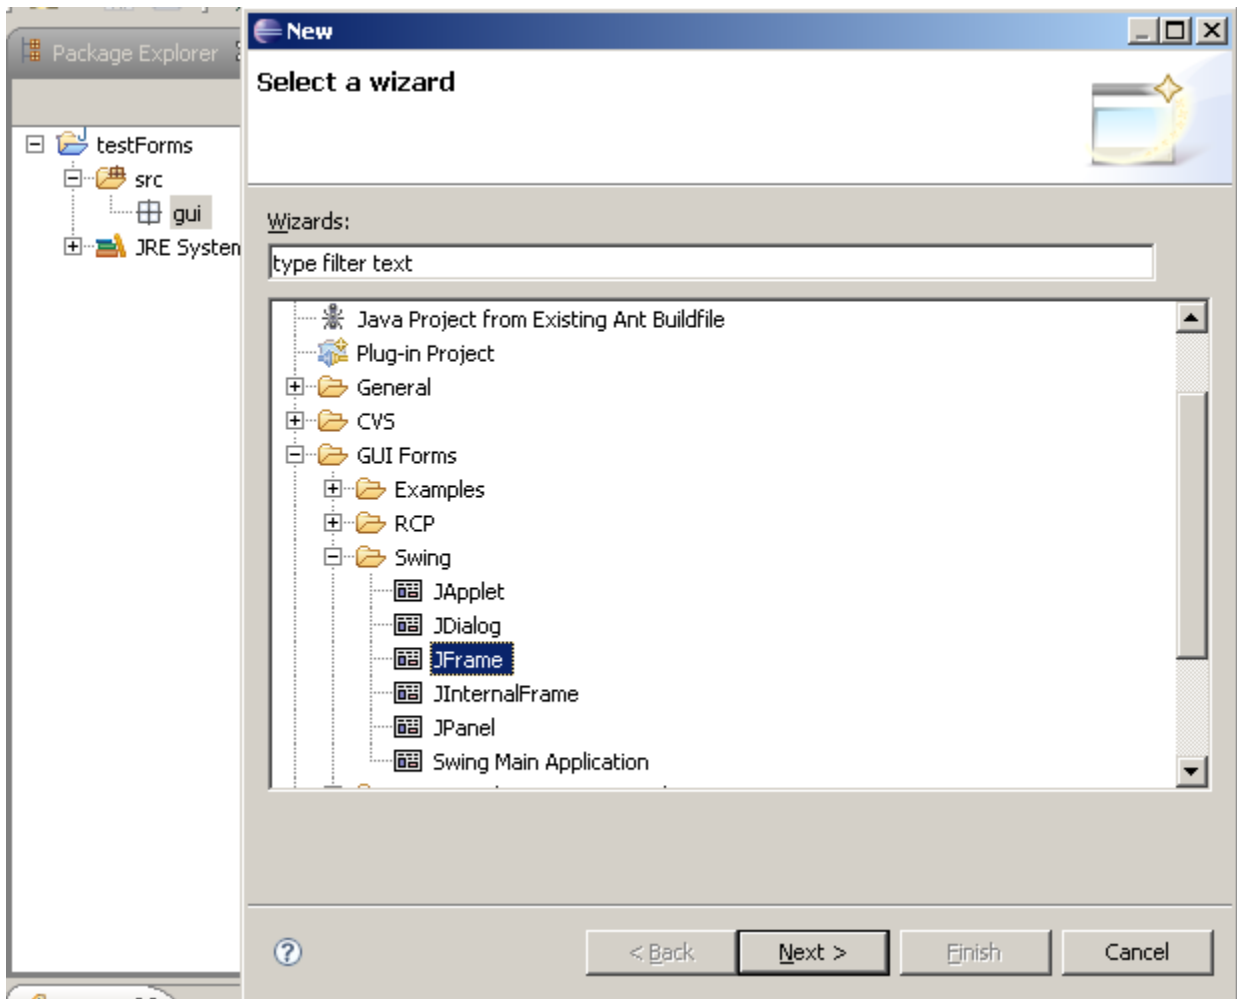 New
Package Explorer
Select a wizard
testForms
src
gui
JRE System
Wizards:
type filter text
Java Project from Existing Ant Buildfile
Plug-in Project
General
CVS
GUI Forms
Examples
RCP
Swing
JApplet
JDialog
JFrame
JInternalFrame
JPanel
Swing Main Application
< Back
Next >
Finish
Cancel